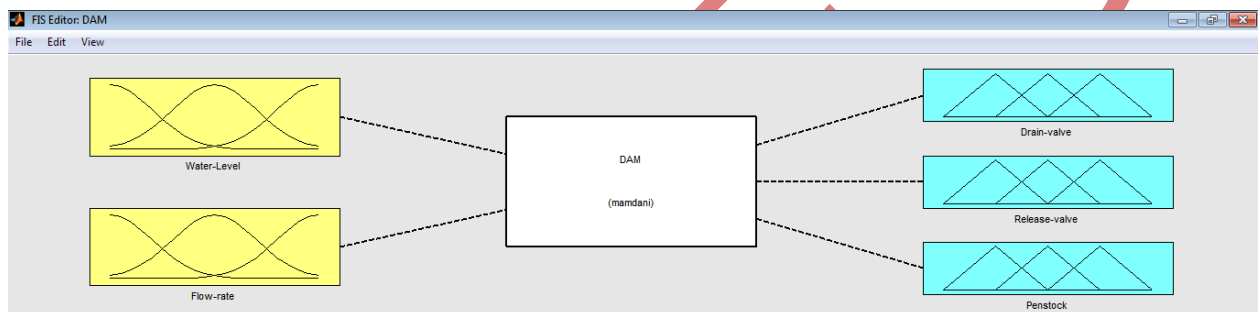 FIS Editor: DAM
File Edit View
Water-Level
Flow-rate
DAM
(mamdani)
Drain-valve
Release-valve
Penstock